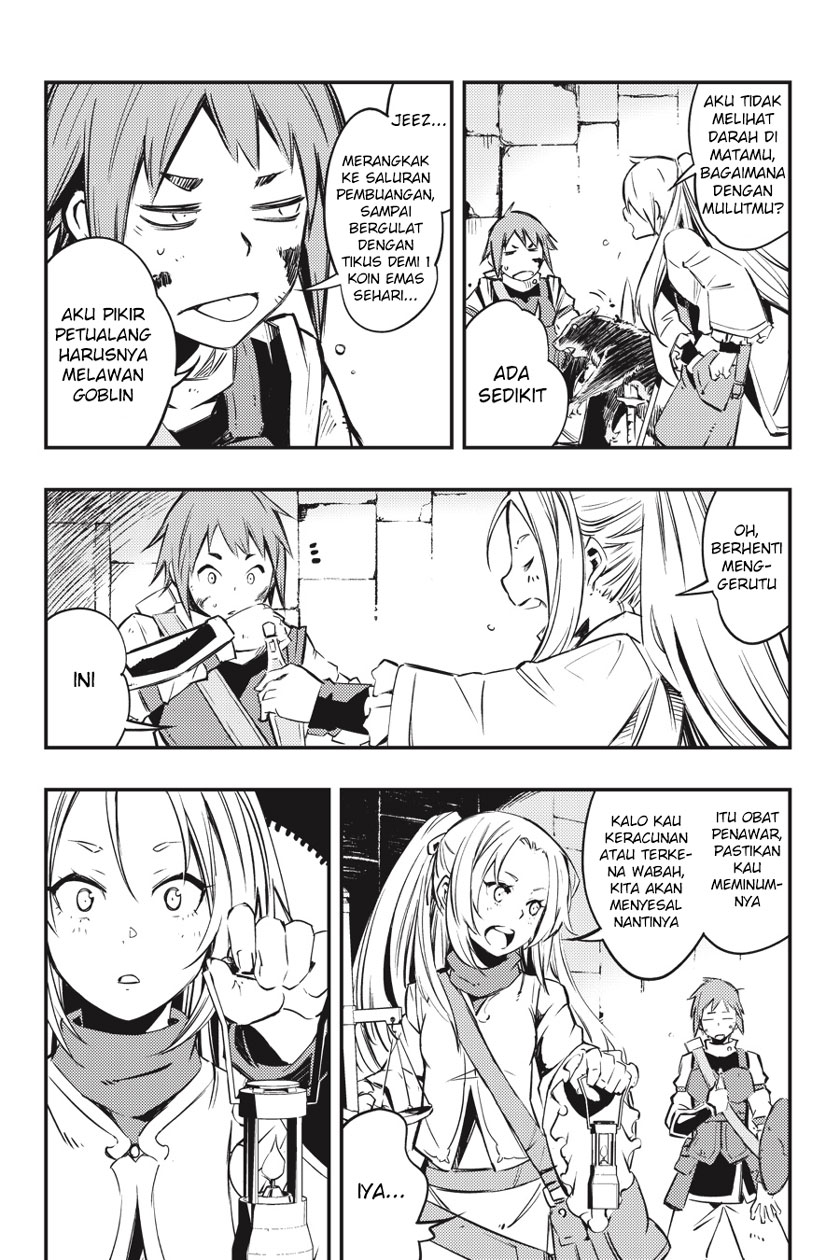 AKU TIDAK
MELIHAT
DARAH DI
MATAMU,
BAGAIMANA
DENGAN
MULUTMU?
ADA
SEDIKIT
JEEZ...
MERANGKAK
KE SALURAN
PEMBUANGAN,
SAMPAI
BERGULAT
DENGAN
TIKUS DEMI 1
KOIN EMAS
SEHARI...
AKU PIKIR
PETUALANG
HARUSNYA
MELAWAN
GOBLIN
OH,
BERHENTI
MENG-
GERUTU
INI
ITU OBAT
PENAWAR,
PASTIKAN
KAU
MEMINUM-
NYA
KALO KAU
KERACUNAN
ATAU TERKE-
NA WABAH,
KITA AKAN
MENYESAL
NANTINYA
IYA...